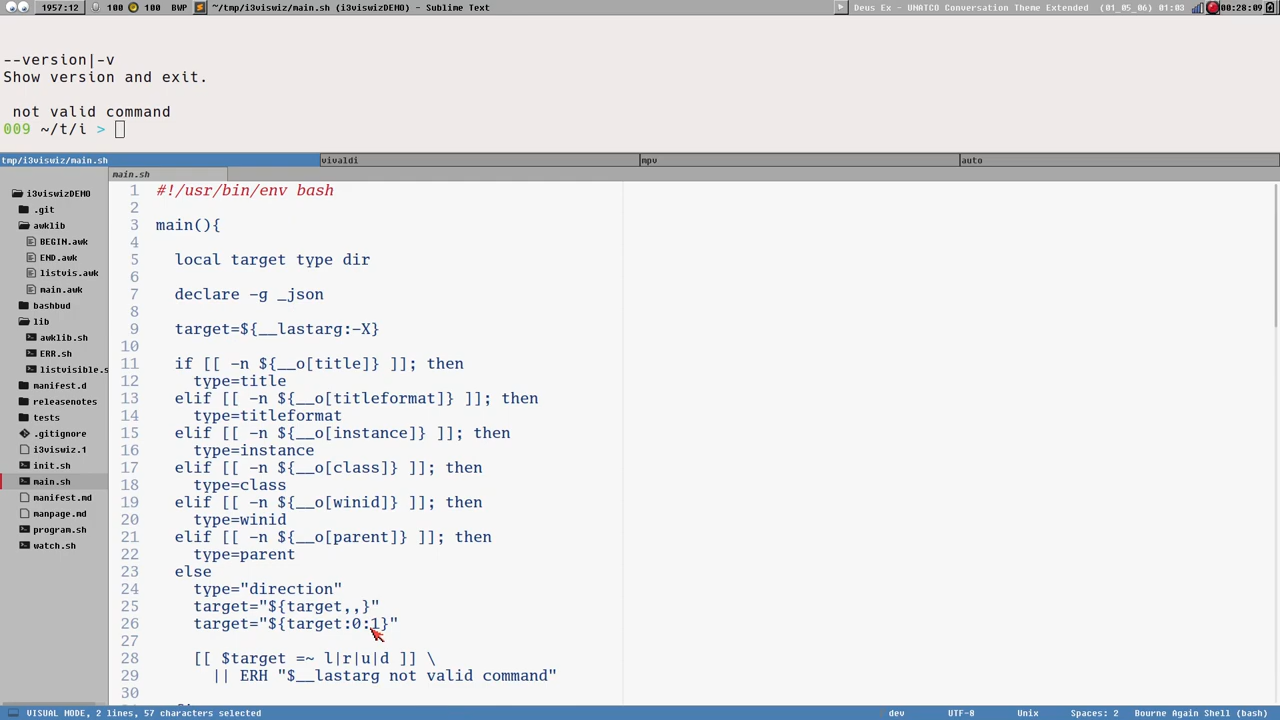 1957:12 100 100 BWP ~/tmp/i3viswiz/main.sh (i3viswizDEMO) - Sublime Text Deus Ex - UNATCO Conversation Theme Extended (01_05_06) 01:03 00:28:09
--version|-v
Show version and exit.
not valid command
009 ~/t/i >
tmp/i3viswiz/main.sh vivaldi mpv auto
main.sh
i3viswizDEMO
.git
awklib
BEGIN.awk
END.awk
listvis.awk
main.awk
bashbud
lib
awklib.sh
ERR.sh
listvisible.s
manifest.d
releasenotes
tests
.gitignore
i3viswiz.1
init.sh
main.sh
manifest.md
manpage.md
program.sh
watch.sh
1 #!/usr/bin/env bash
2
3 main(){
4
5 local target type dir
6
7 declare -g _json
8
9 target=${__lastarg:-X}
10
11 if [[ -n ${__o[title]} ]]; then
12 type=title
13 elif [[ -n ${__o[titleformat]} ]]; then
14 type=titleformat
15 elif [[ -n ${__o[instance]} ]]; then
16 type=instance
17 elif [[ -n ${__o[class]} ]]; then
18 type=class
19 elif [[ -n ${__o[winid]} ]]; then
20 type=winid
21 elif [[ -n ${__o[parent]} ]]; then
22 type=parent
23 else
24 type="direction"
25 target="${target,,}"
26 target="${target:0:1}"
27
28 [[ $target =~ l|r|u|d ]] \
29 || ERH "$__lastarg not valid command"
30
VISUAL MODE, 2 lines, 57 characters selected dev UTF-8 Unix Spaces: 2 Bourne Again Shell (bash)